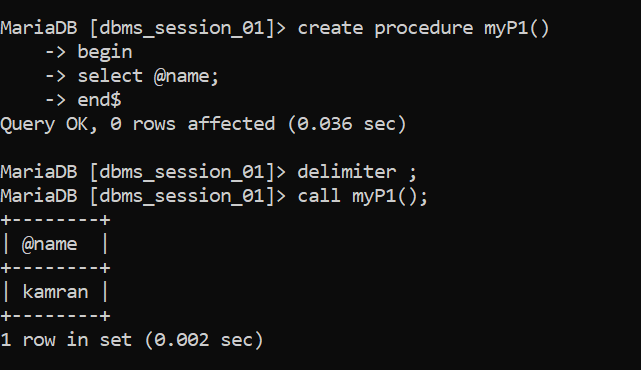 MariaDB [dbms_session_01]> create procedure myP1()
    -> begin
    -> select @name;
    -> end$
Query OK, 0 rows affected (0.036 sec)

MariaDB [dbms_session_01]> delimiter ;
MariaDB [dbms_session_01]> call myP1();
+--------+
| @name  |
+--------+
| kamran |
+--------+
1 row in set (0.002 sec)